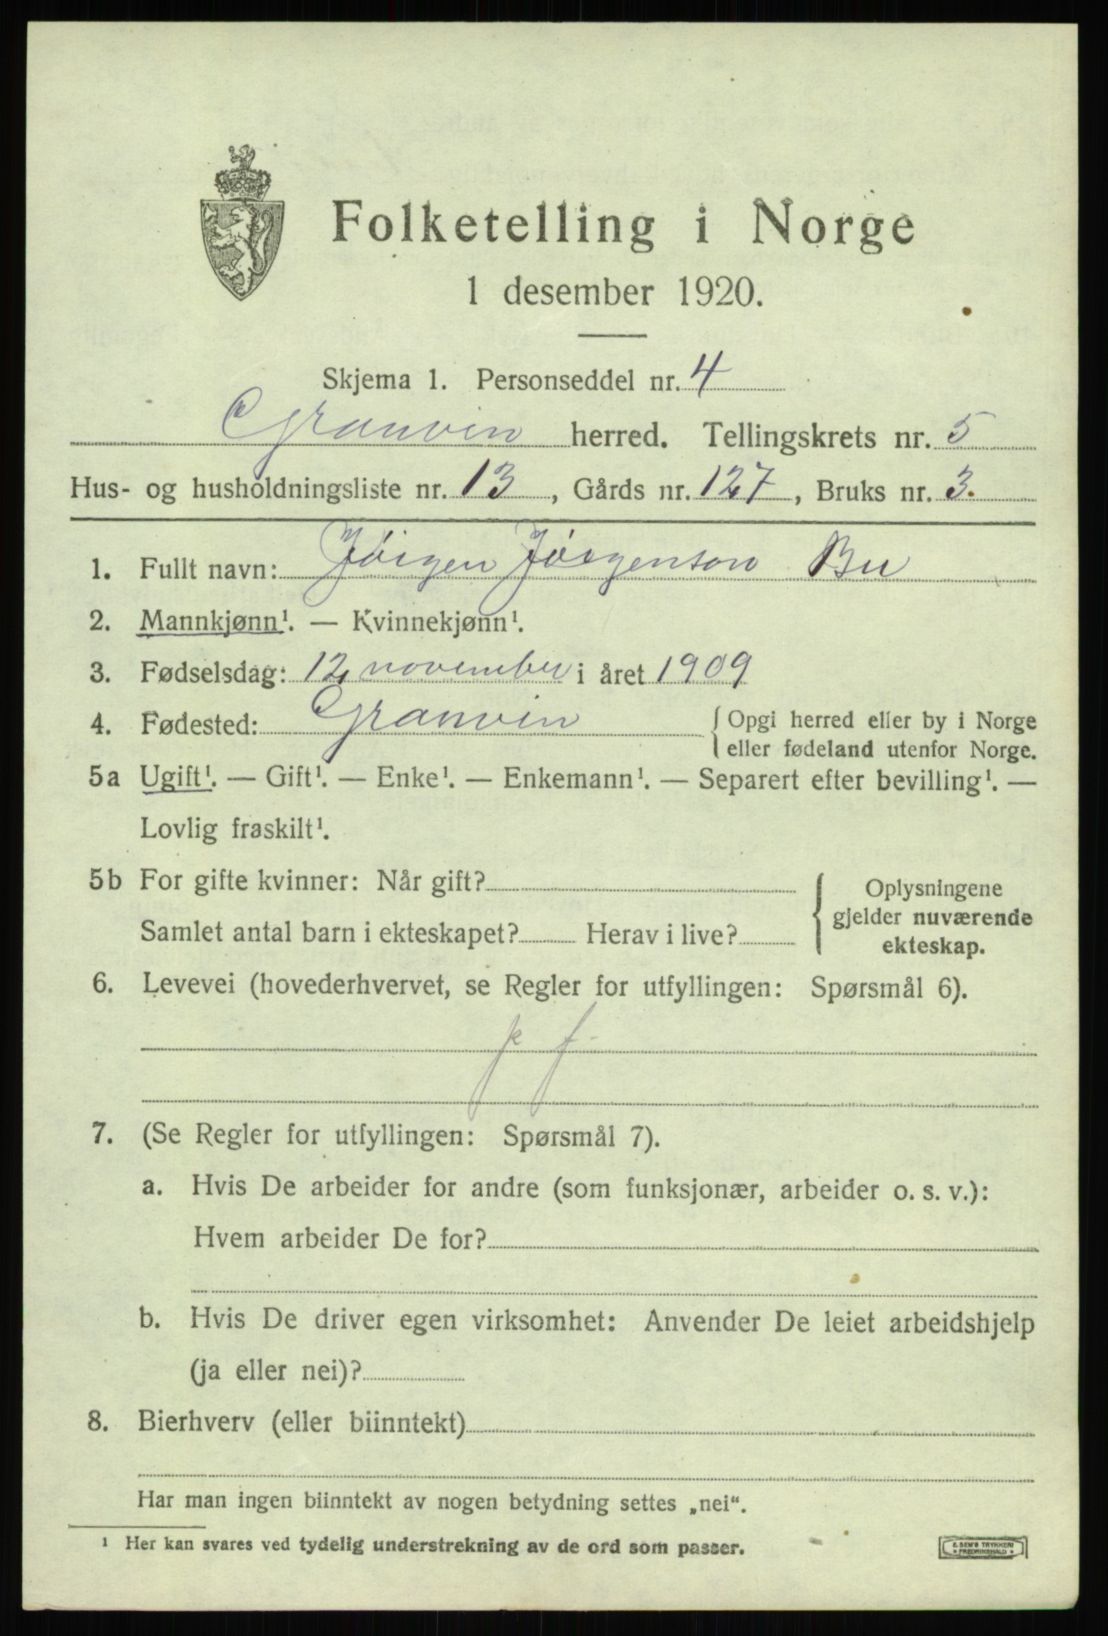 Folketelling i Norge
1 desember 1920.
Skjema 1. Personseddel nr. 4
Granvin herred. Tellingskrets nr. 5
Hus- og husholdningsliste nr. 13, Gårds nr. 127, Bruks nr. 3.
1. Fullt navn: Jørgen Jørgenson Bu
2. Mannkjønn¹. — Kvinnekjønn¹.
3. Fødselsdag: 12 november i året 1909
4. Fødested: Granvin { Opgi herred eller by i Norge
eller fødeland utenfor Norge.
5a Ugift¹. — Gift¹. — Enke¹. — Enkemann¹. — Separert efter bevilling¹. —
Lovlig fraskilt¹.
5b For gifte kvinner: Når gift?
Samlet antal barn i ekteskapet? Herav i live?
{ Oplysningene
gjelder nuværende
ekteskap.
6. Levevei (hovederhvervet, se Regler for utfyllingen: Spørsmål 6).
7. (Se Regler for utfyllingen: Spørsmål 7).
a. Hvis De arbeider for andre (som funksjonær, arbeider o. s. v.):
Hvem arbeider De for?
b. Hvis De driver egen virksomhet: Anvender De leiet arbeidshjelp
(ja eller nei)?
8. Bierhverv (eller biinntekt)
Har man ingen biinntekt av nogen betydning settes „nei“.
¹ Her kan svares ved tydelig understrekning av de ord som passer.
E. SEM'S TRYKKERI
FREDRIKSHALD